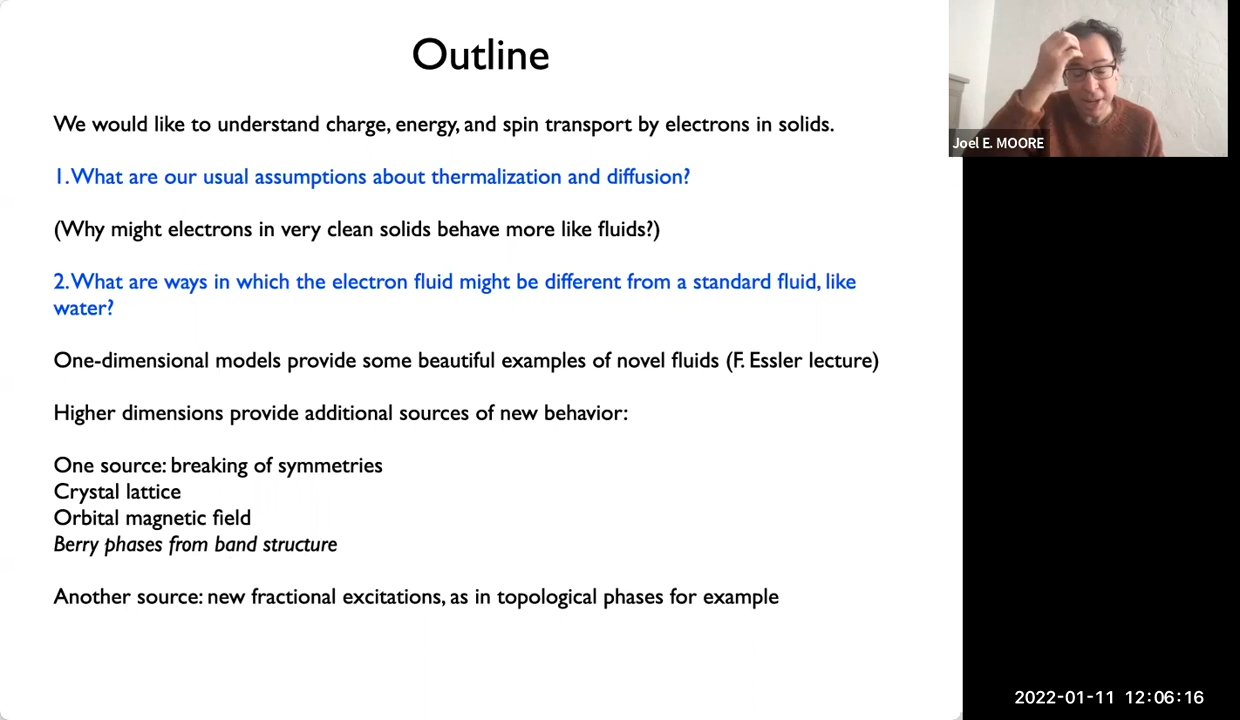 Outline
We would like to understand charge, energy, and spin transport by electrons in solids.
1. What are our usual assumptions about thermalization and diffusion?
(Why might electrons in very clean solids behave more like fluids?)
2. What are ways in which the electron fluid might be different from a standard fluid, like
water?
One-dimensional models provide some beautiful examples of novel fluids (F. Essler lecture)
Higher dimensions provide additional sources of new behavior:
One source: breaking of symmetries
Crystal lattice
Orbital magnetic field
Berry phases from band structure
Another source: new fractional excitations, as in topological phases for example
Joel E. MOORE
2022-01-11 12:06:16